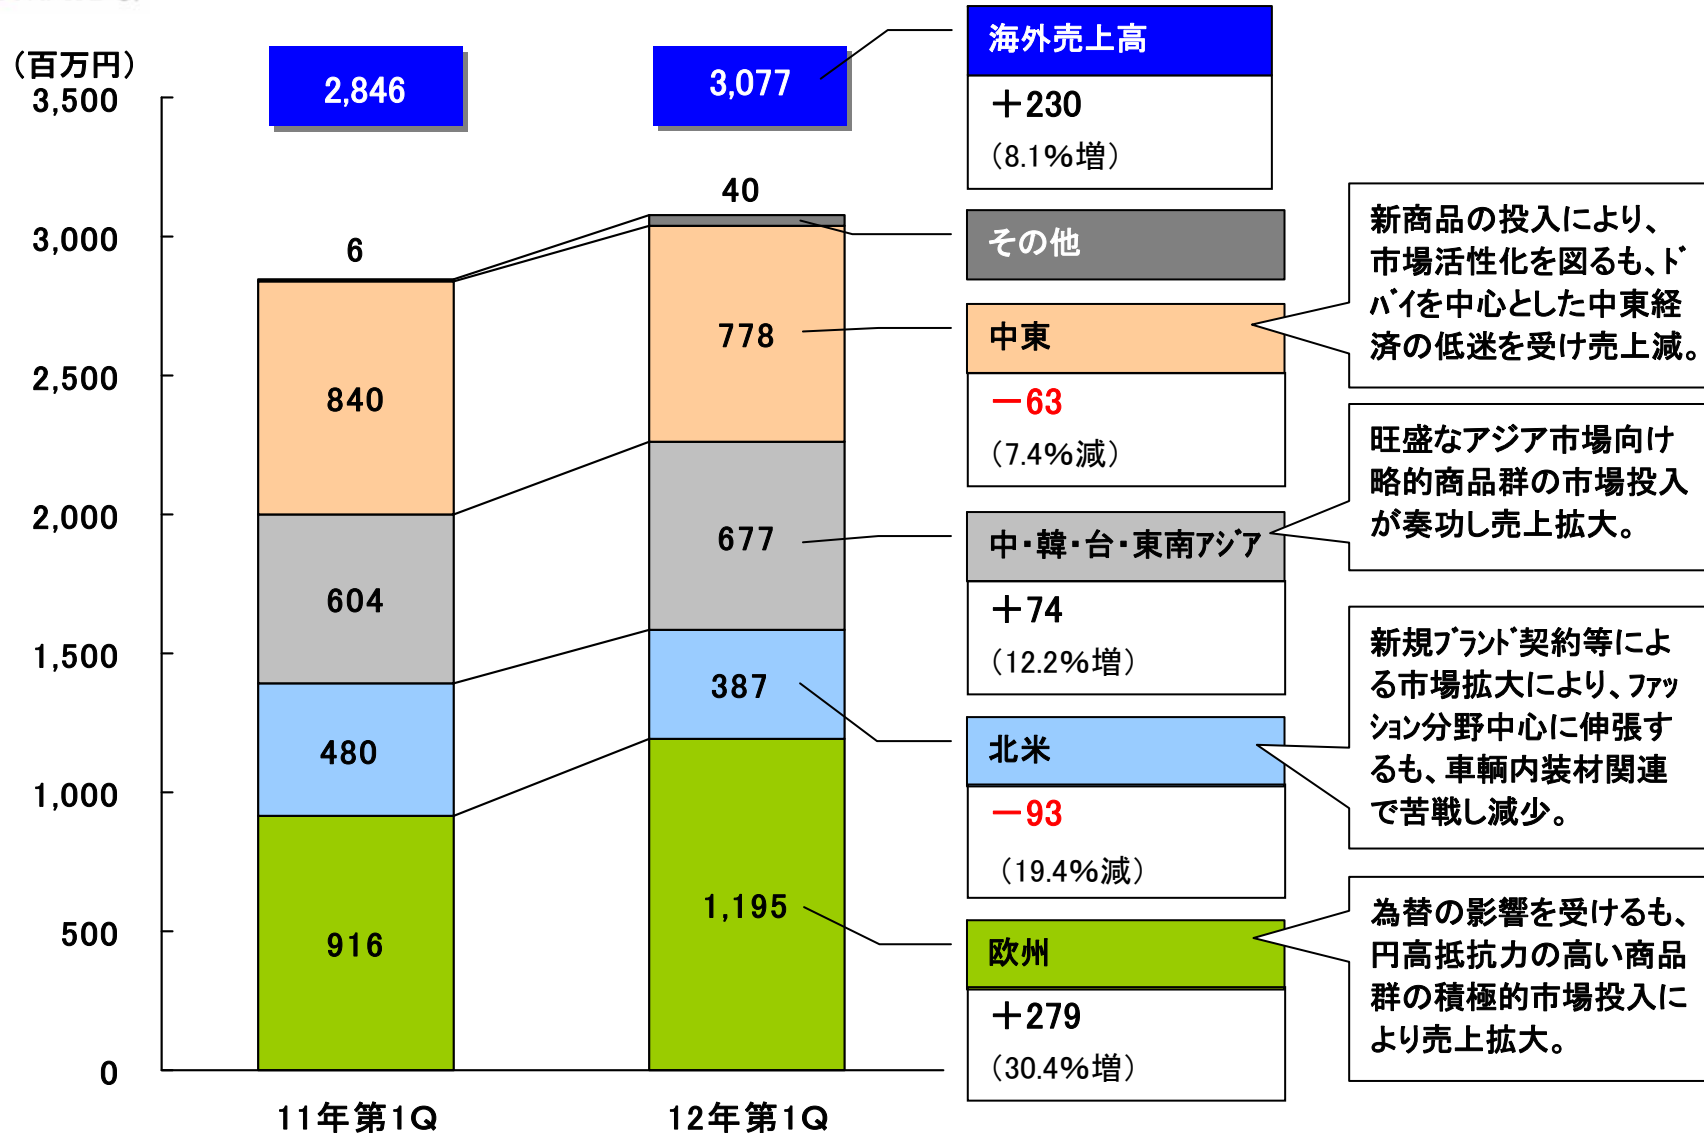 （百万円）
3,500
3,000
2,500
2,000
1,500
1,000
500
0
2,846
6
840
604
480
916
11年第1Q
3,077
40
778
677
387
1,195
12年第1Q
海外売上高
＋230
（8.1％増）
その他
中東
－63
（7.4％減）
中・韓・台・東南ｱｼﾞｱ
＋74
（12.2％増）
北米
－93
（19.4％減）
欧州
＋279
（30.4％増）
新商品の投入により、
市場活性化を図るも、ﾄﾞ
ﾊﾞｲを中心とした中東経
済の低迷を受け売上減。
旺盛なアジア市場向け
略的商品群の市場投入
が奏功し売上拡大。
新規ﾌﾞﾗﾝﾄﾞ契約等によ
る市場拡大により、ﾌｧｯ
ｼｮﾝ分野中心に伸張す
るも、車輌内装材関連
で苦戦し減少。
為替の影響を受けるも、
円高抵抗力の高い商品
群の積極的市場投入に
より売上拡大。